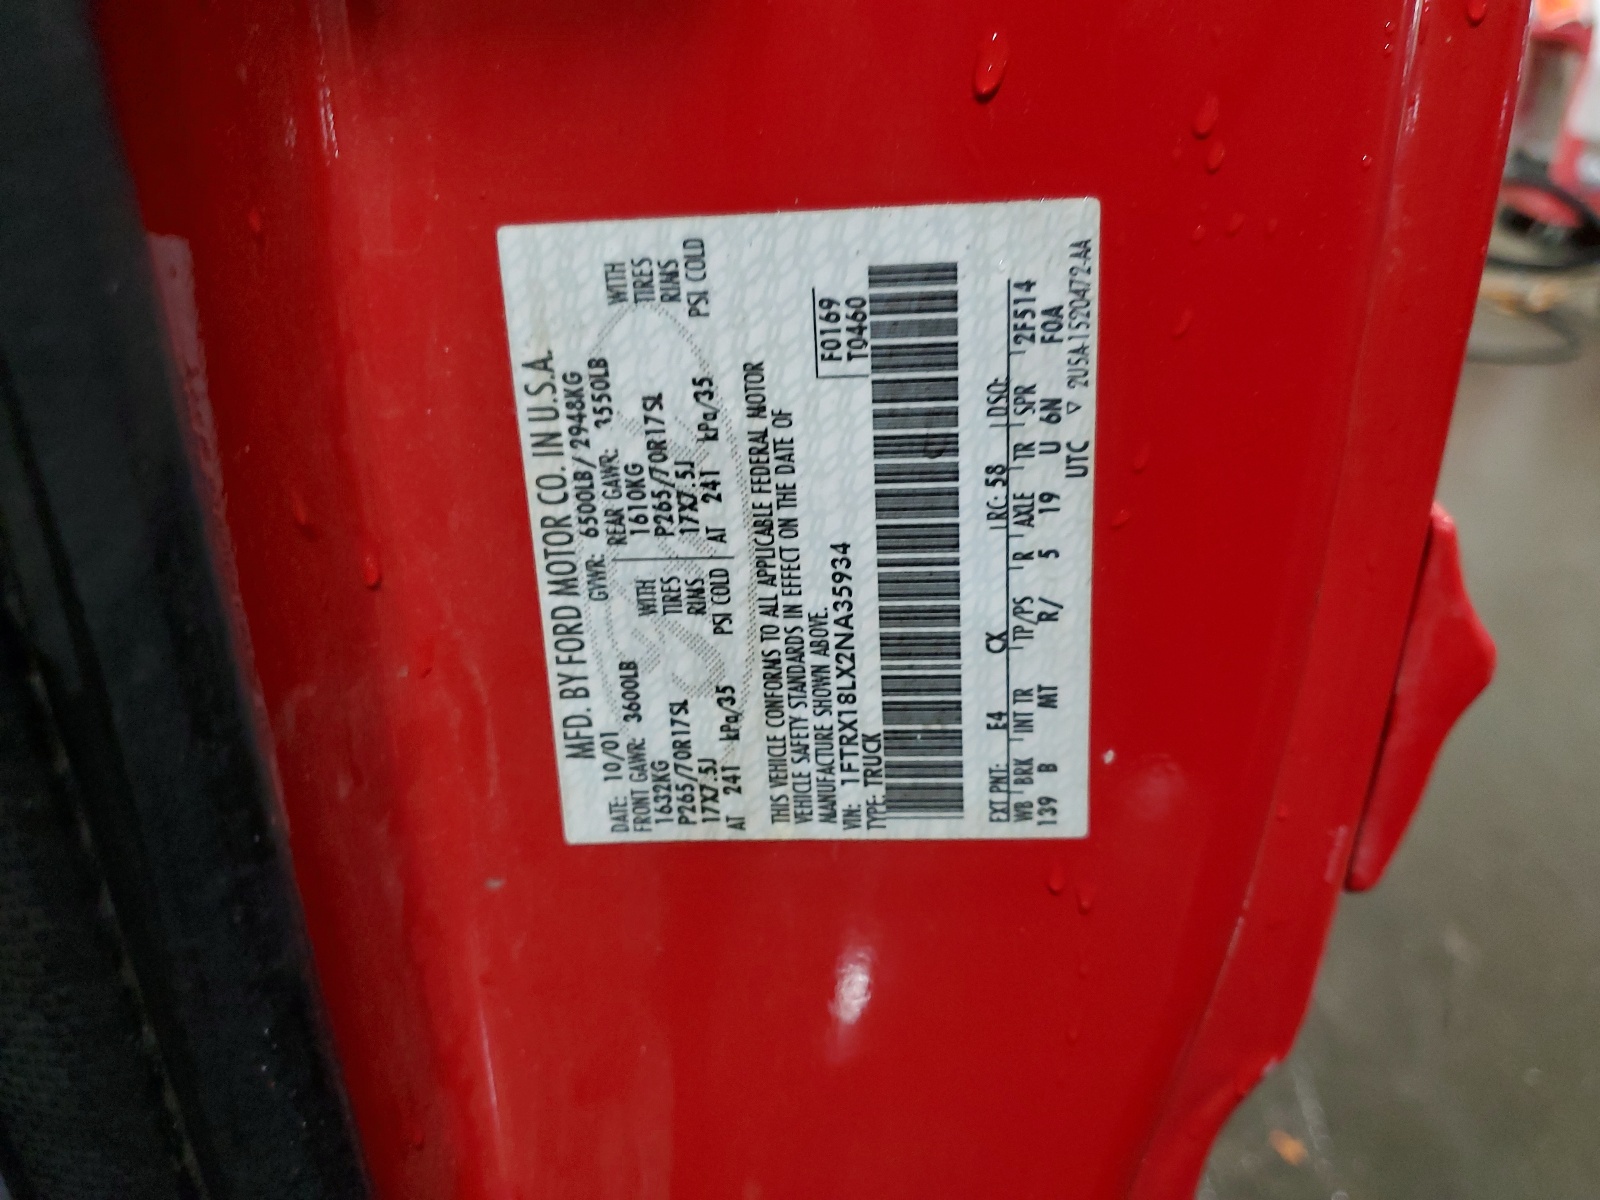 MFD. BY FORD MOTOR CO. IN U.S.A.
DATE: 10/01 GVWR: 6500LB/2948KG
FRONT GAWR: 3600LB REAR GAWR: 3550LB
1632KG WITH 1610KG WITH
P265/70R17SL TIRES P265/70R17SL TIRES
17X7.5J RIMS 17X7.5J RIMS
AT 241 kPa/35 PSI COLD AT 241 kPa/35 PSI COLD
THIS VEHICLE CONFORMS TO ALL APPLICABLE FEDERAL MOTOR
VEHICLE SAFETY STANDARDS IN EFFECT ON THE DATE OF
MANUFACTURE SHOWN ABOVE.
VIN: 1FTRX18LX2NA35934 F0169
TYPE: TRUCK T0460
EXT PNT: E4 CX RC: 58 DSO:
WB BRK INT TR TP/PS R AXLE TR SPR 2F514
139 B MT R/ 5 19 U 6N F0A
UTC ▽ 2U5A-1520472-AA